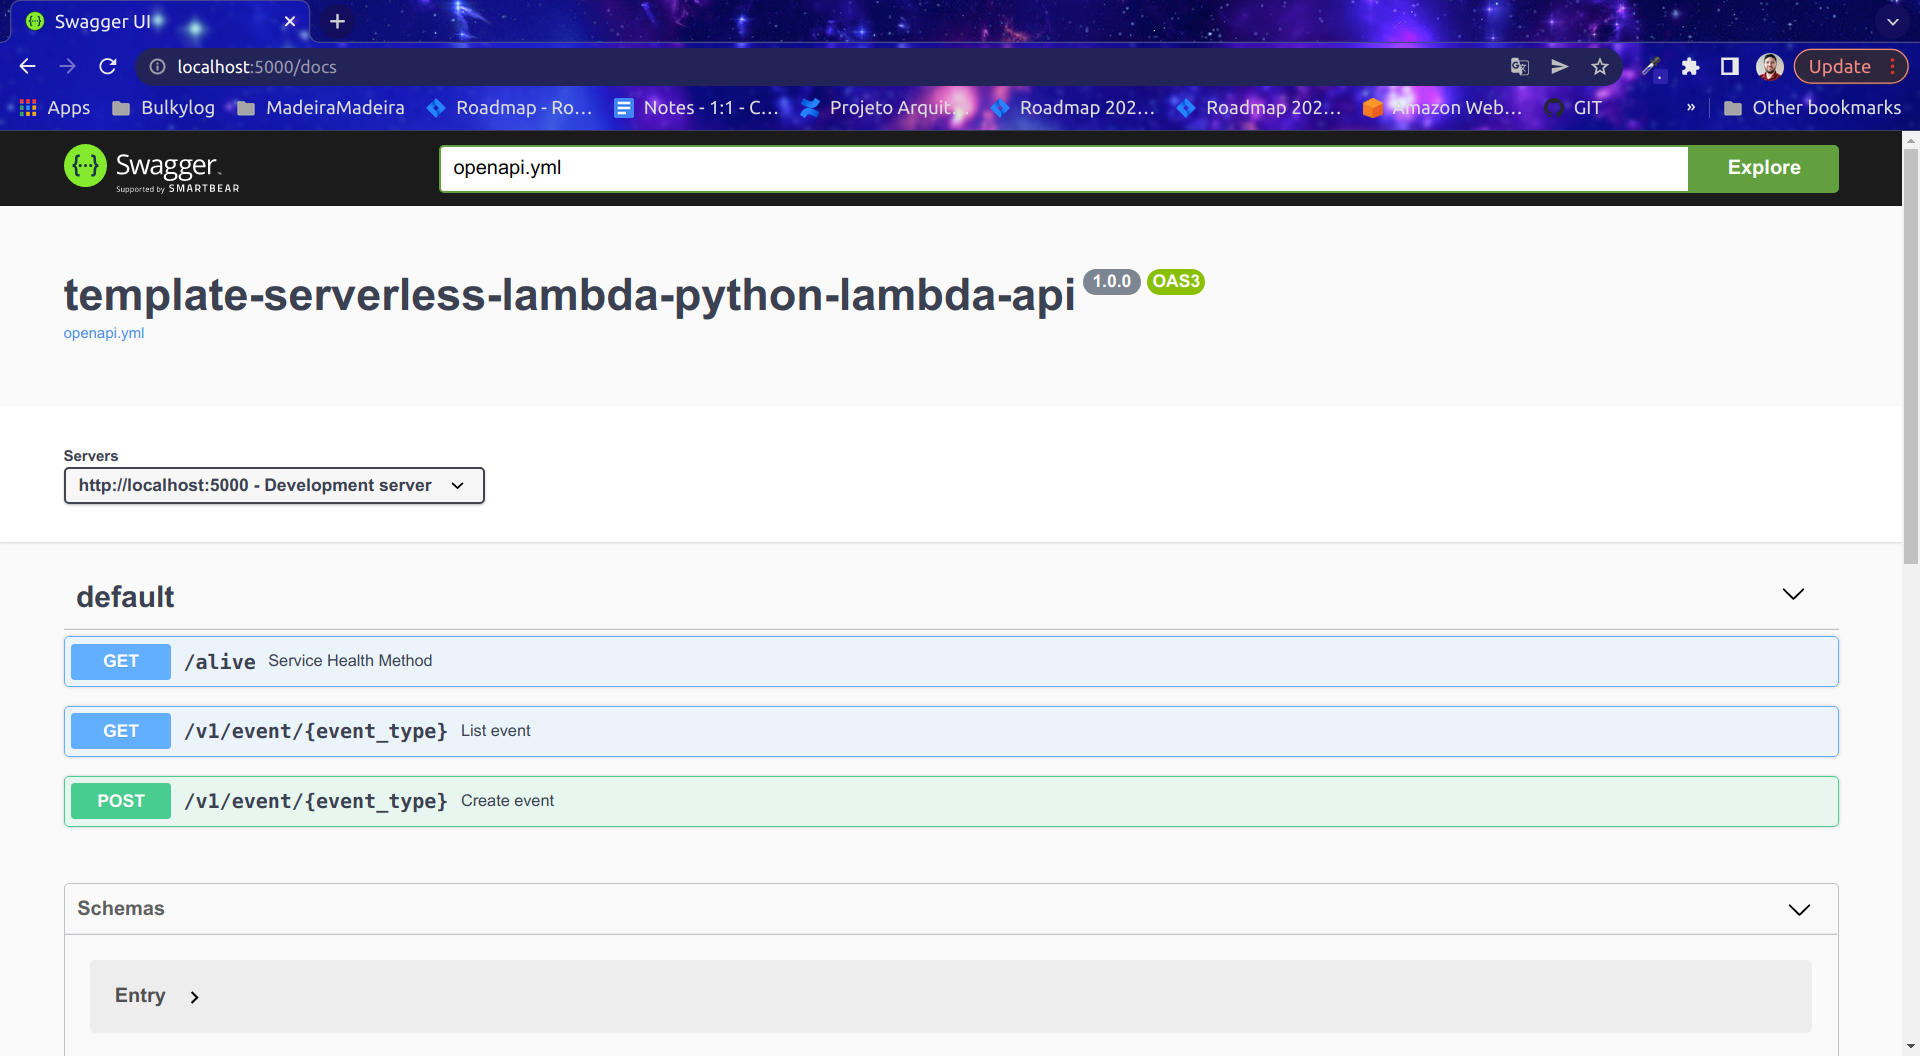 Swagger UI
localhost:5000/docs
Update
Apps
Bulkylog
MadeiraMadeira
Roadmap - Ro...
Notes - 1:1 - C...
Projeto Arquit...
Roadmap 202...
Roadmap 202...
Amazon Web...
GIT
»
Other bookmarks
{...} Swagger
Supported by SMARTBEAR
openapi.yml
Explore
template-serverless-lambda-python-lambda-api 1.0.0 OAS3
openapi.yml
Servers
http://localhost:5000 - Development server
default
GET /alive Service Health Method
GET /v1/event/{event_type} List event
POST /v1/event/{event_type} Create event
Schemas
Entry